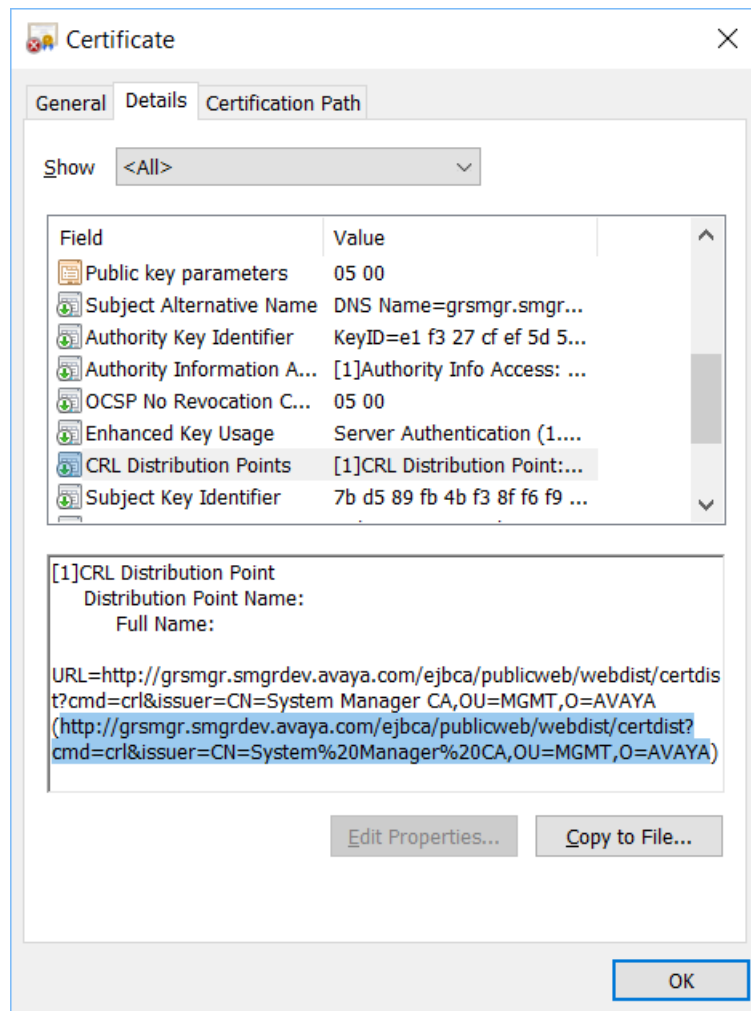 Certificate
General Details Certification Path
Show <All>
Field Value
Public key parameters 05 00
Subject Alternative Name DNS Name=grsmgr.smgr...
Authority Key Identifier KeyID=e1 f3 27 cf ef 5d 5...
Authority Information A... [1]Authority Info Access: ...
OCSP No Revocation C... 05 00
Enhanced Key Usage Server Authentication (1....
CRL Distribution Points [1]CRL Distribution Point:...
Subject Key Identifier 7b d5 89 fb 4b f3 8f f6 f9 ...
[1]CRL Distribution Point
Distribution Point Name:
Full Name:
URL=http://grsmgr.smgrdev.avaya.com/ejbca/publicweb/webdist/certdis
t?cmd=crl&issuer=CN=System Manager CA,OU=MGMT,O=AVAYA
(http://grsmgr.smgrdev.avaya.com/ejbca/publicweb/webdist/certdist?
cmd=crl&issuer=CN=System%20Manager%20CA,OU=MGMT,O=AVAYA)
Edit Properties... Copy to File...
OK